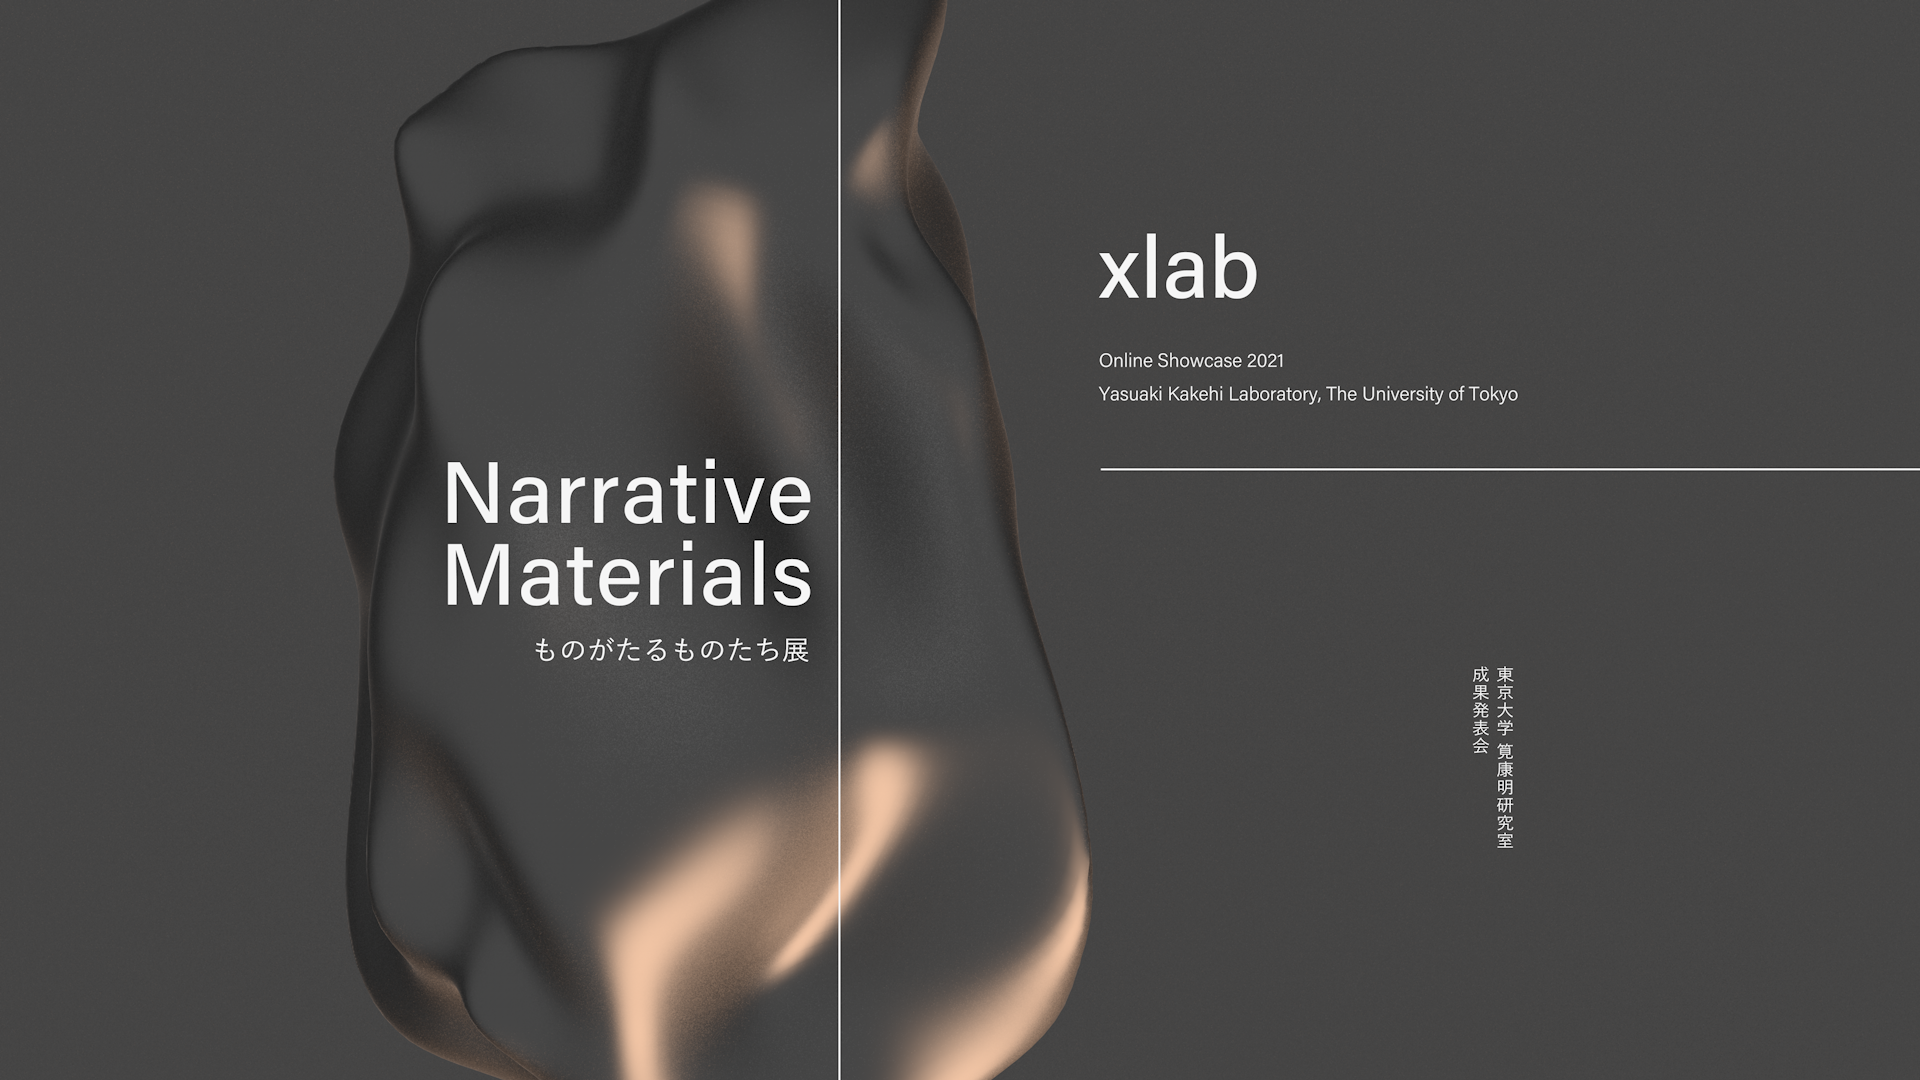 Narrative
Materials
ものがたるものたち展
xlab
Online Showcase 2021
Yasuaki Kakehi Laboratory, The University of Tokyo
東京大学 筧康明研究室
成果発表会